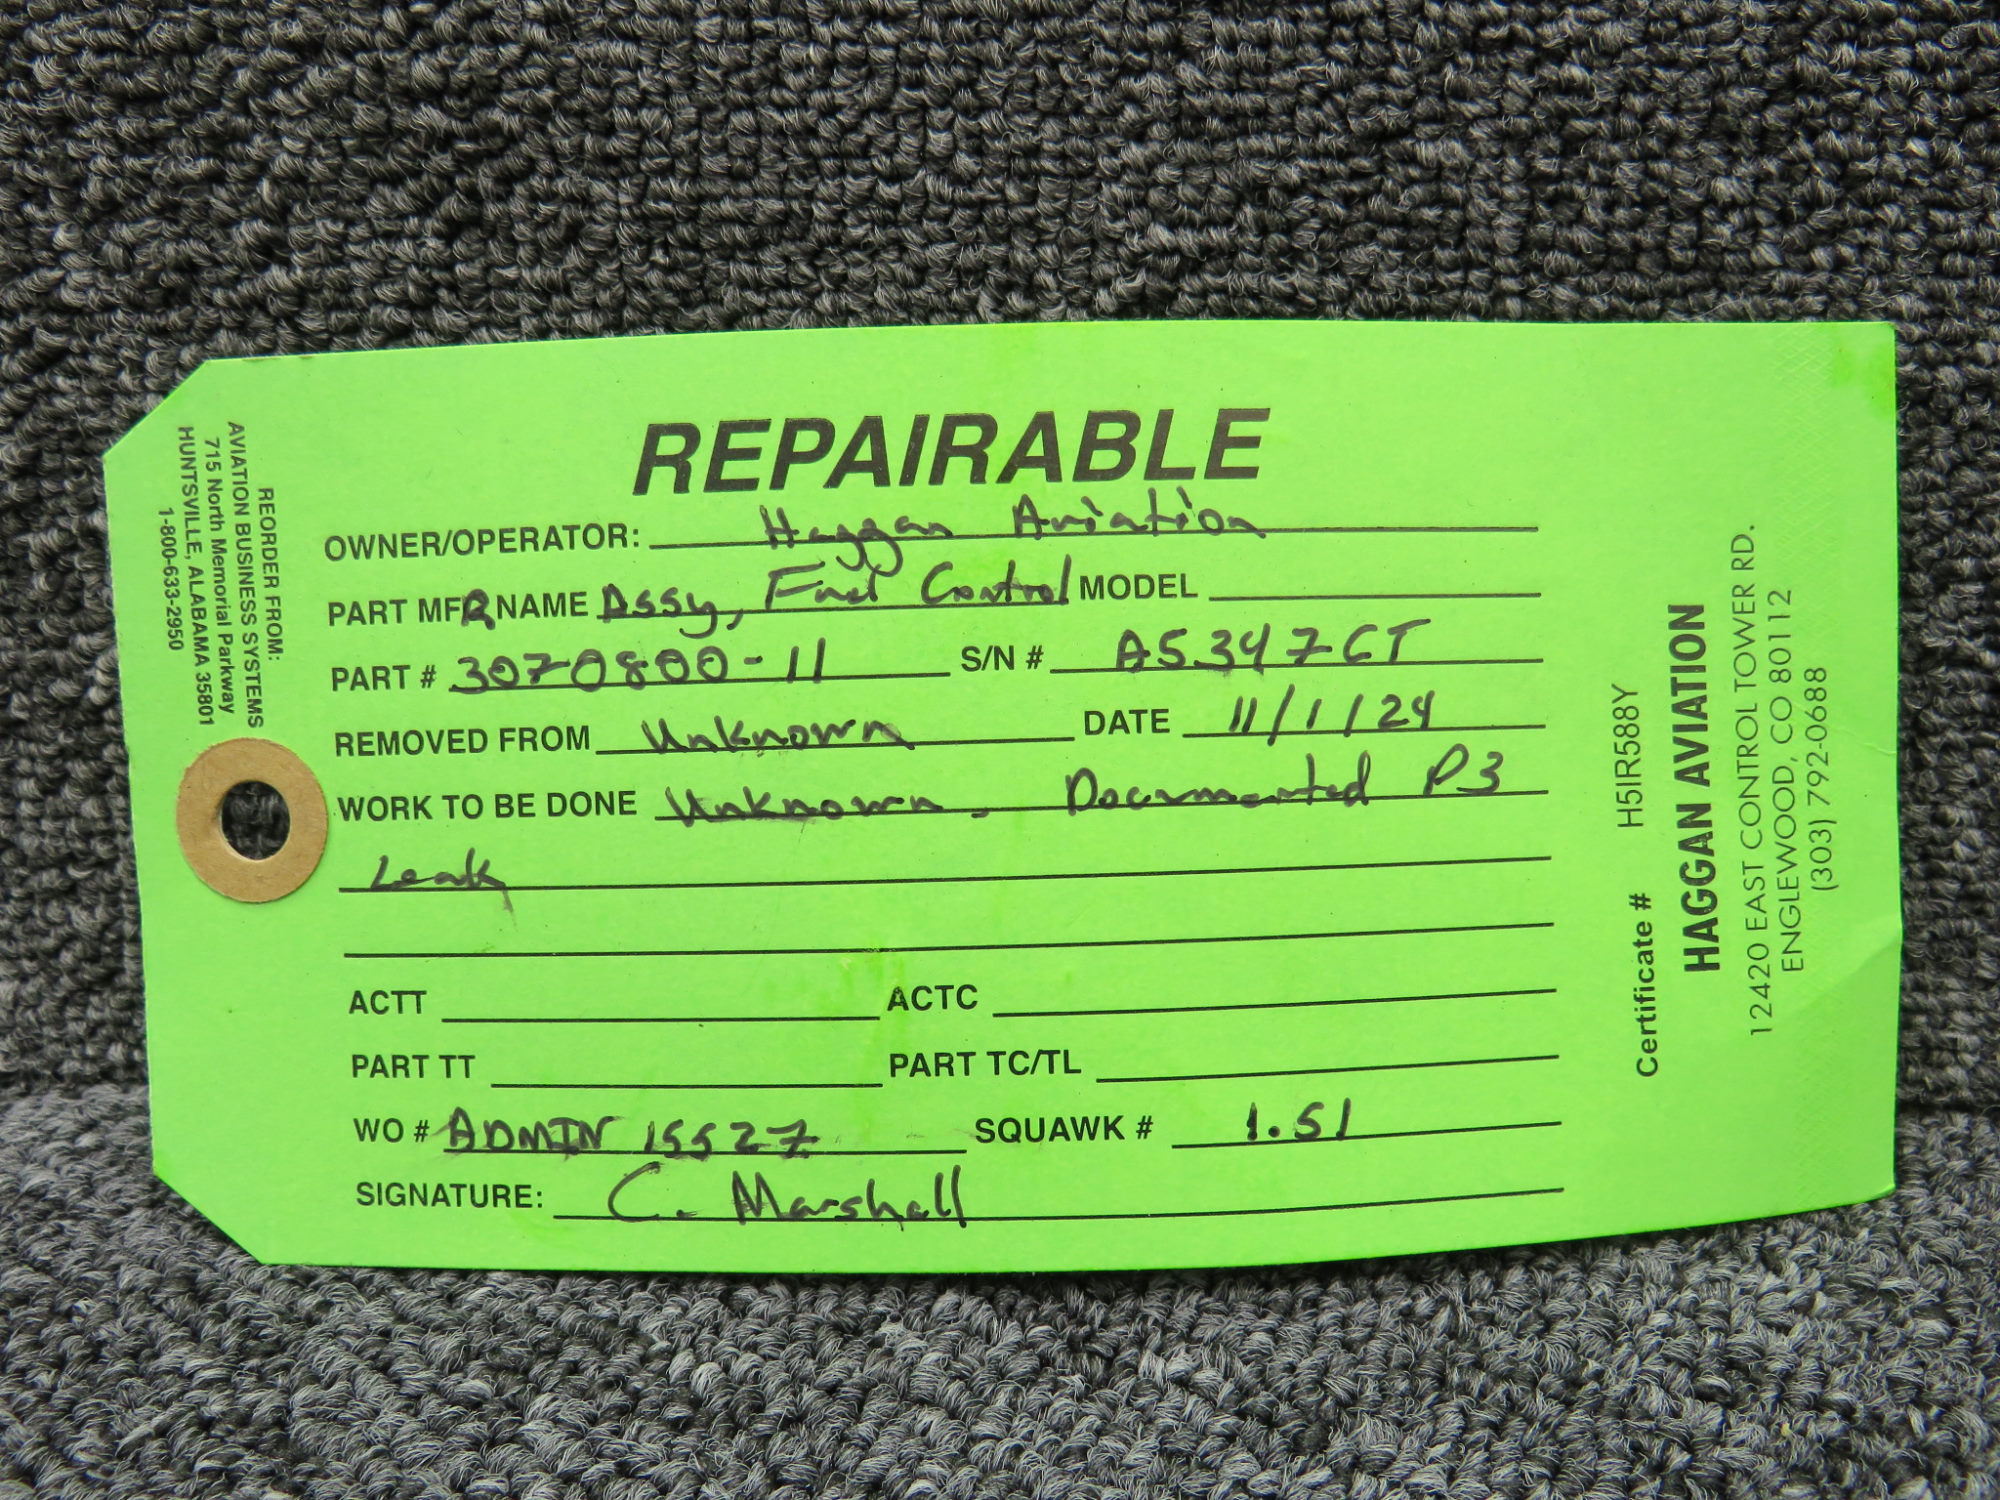 REPAIRABLE
OWNER/OPERATOR: Haggan Aviation
PART MFR NAME Assy, Fuel Control MODEL
PART # 3070800-11 S/N # A53476T
REMOVED FROM Unknown DATE 11/1/24
WORK TO BE DONE Unknown, Documented P3
Leak
ACTT ACTC
PART TT PART TC/TL
WO # ADMIN 15527 SQUAWK # 1.51
SIGNATURE: C. Marshall
REORDER FROM:
AVIATION BUSINESS SYSTEMS
715 North Memorial Parkway
HUNTSVILLE, ALABAMA 35801
1-800-633-2950
Certificate # H5IR588Y
HAGGAN AVIATION
12420 EAST CONTROL TOWER RD.
ENGLEWOOD, CO 80112
(303) 792-0688